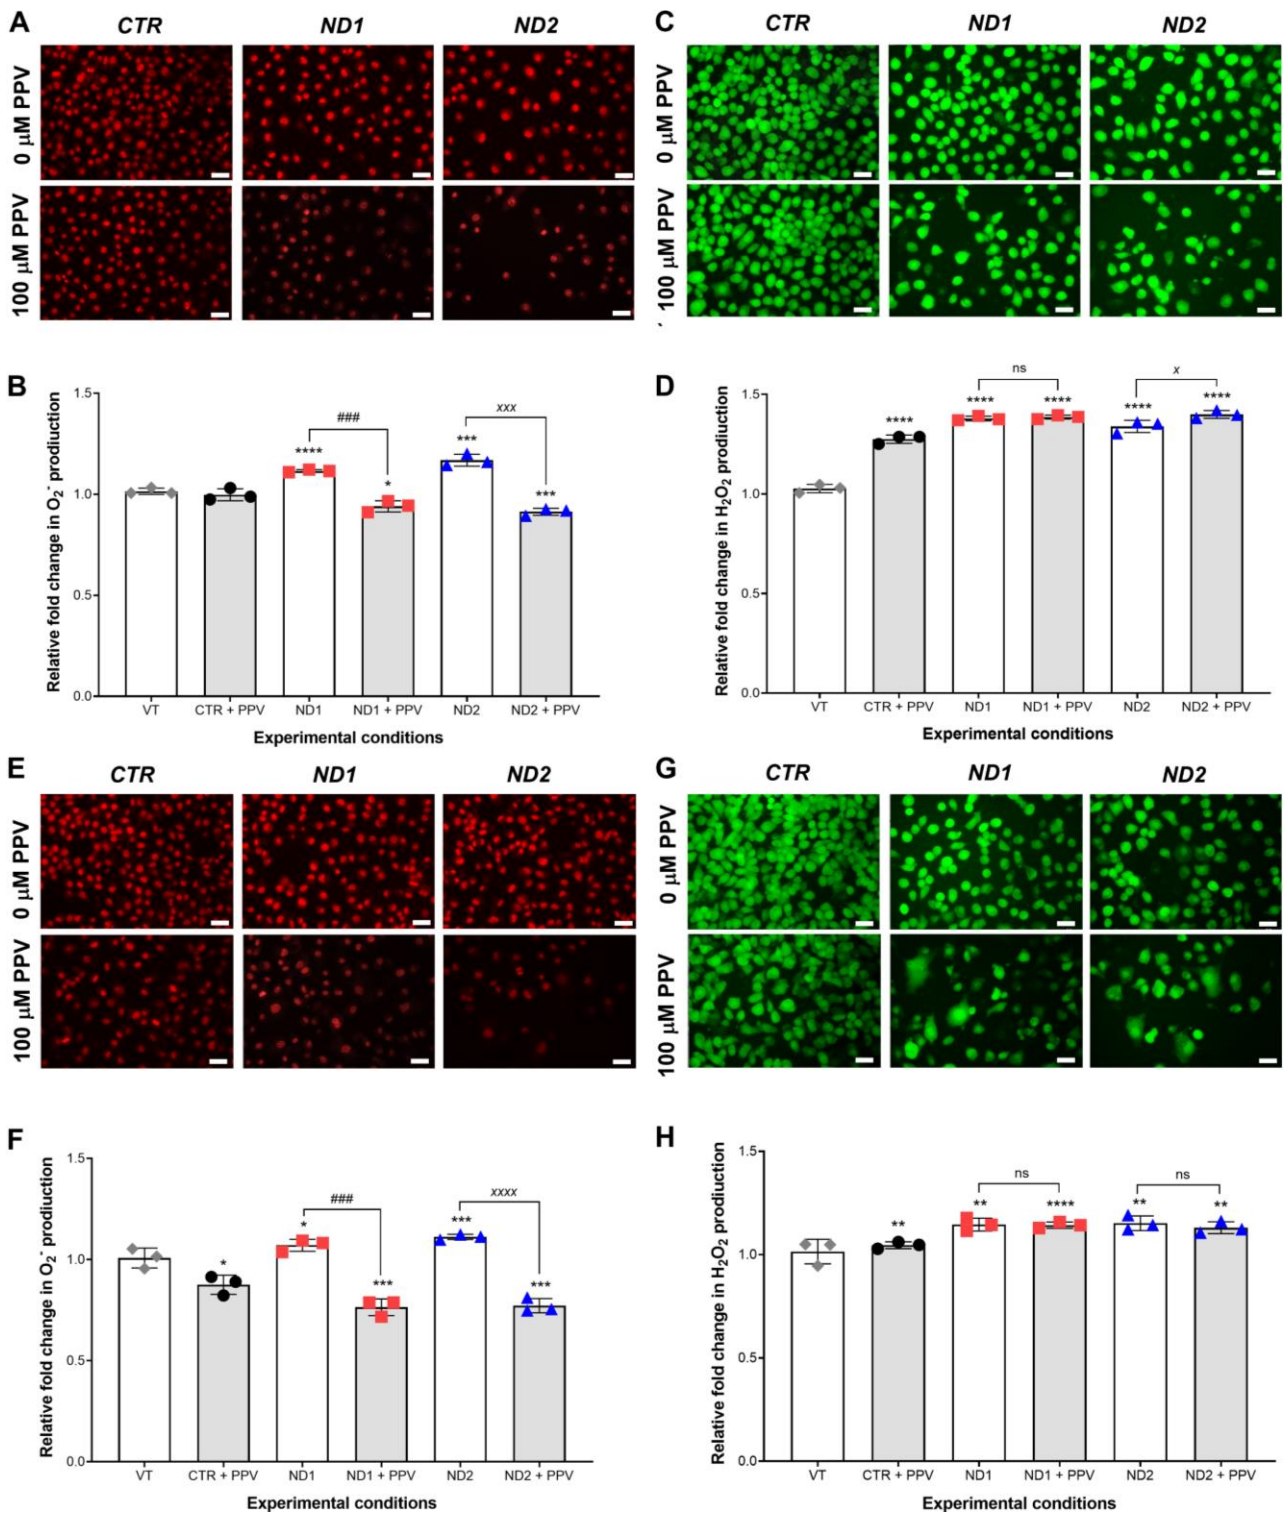 A
CTR
ND1
ND2
0 μM PPV
100 μM PPV
C
CTR
ND1
ND2
0 μM PPV
100 μM PPV
B
Relative fold change in O2- prodiuction
1.5
1.0
0.5
0.0
****
###
*
***
xxx
***
VT
CTR + PPV
ND1
ND1 + PPV
ND2
ND2 + PPV
Experimental conditions
D
Relative fold change in H2O2 prodiuction
1.5
1.0
0.5
0.0
****
****
ns
****
****
x
****
VT
CTR + PPV
ND1
ND1 + PPV
ND2
ND2 + PPV
Experimental conditions
E
CTR
ND1
ND2
0 μM PPV
100 μM PPV
G
CTR
ND1
ND2
0 μM PPV
100 μM PPV
F
Relative fold change in O2- prodiuction
1.5
1.0
0.5
0.0
*
*
###
***
***
xxxx
***
VT
CTR + PPV
ND1
ND1 + PPV
ND2
ND2 + PPV
Experimental conditions
H
Relative fold change in H2O2 prodiuction
1.5
1.0
0.5
0.0
**
**
ns
****
**
ns
**
VT
CTR + PPV
ND1
ND1 + PPV
ND2
ND2 + PPV
Experimental conditions